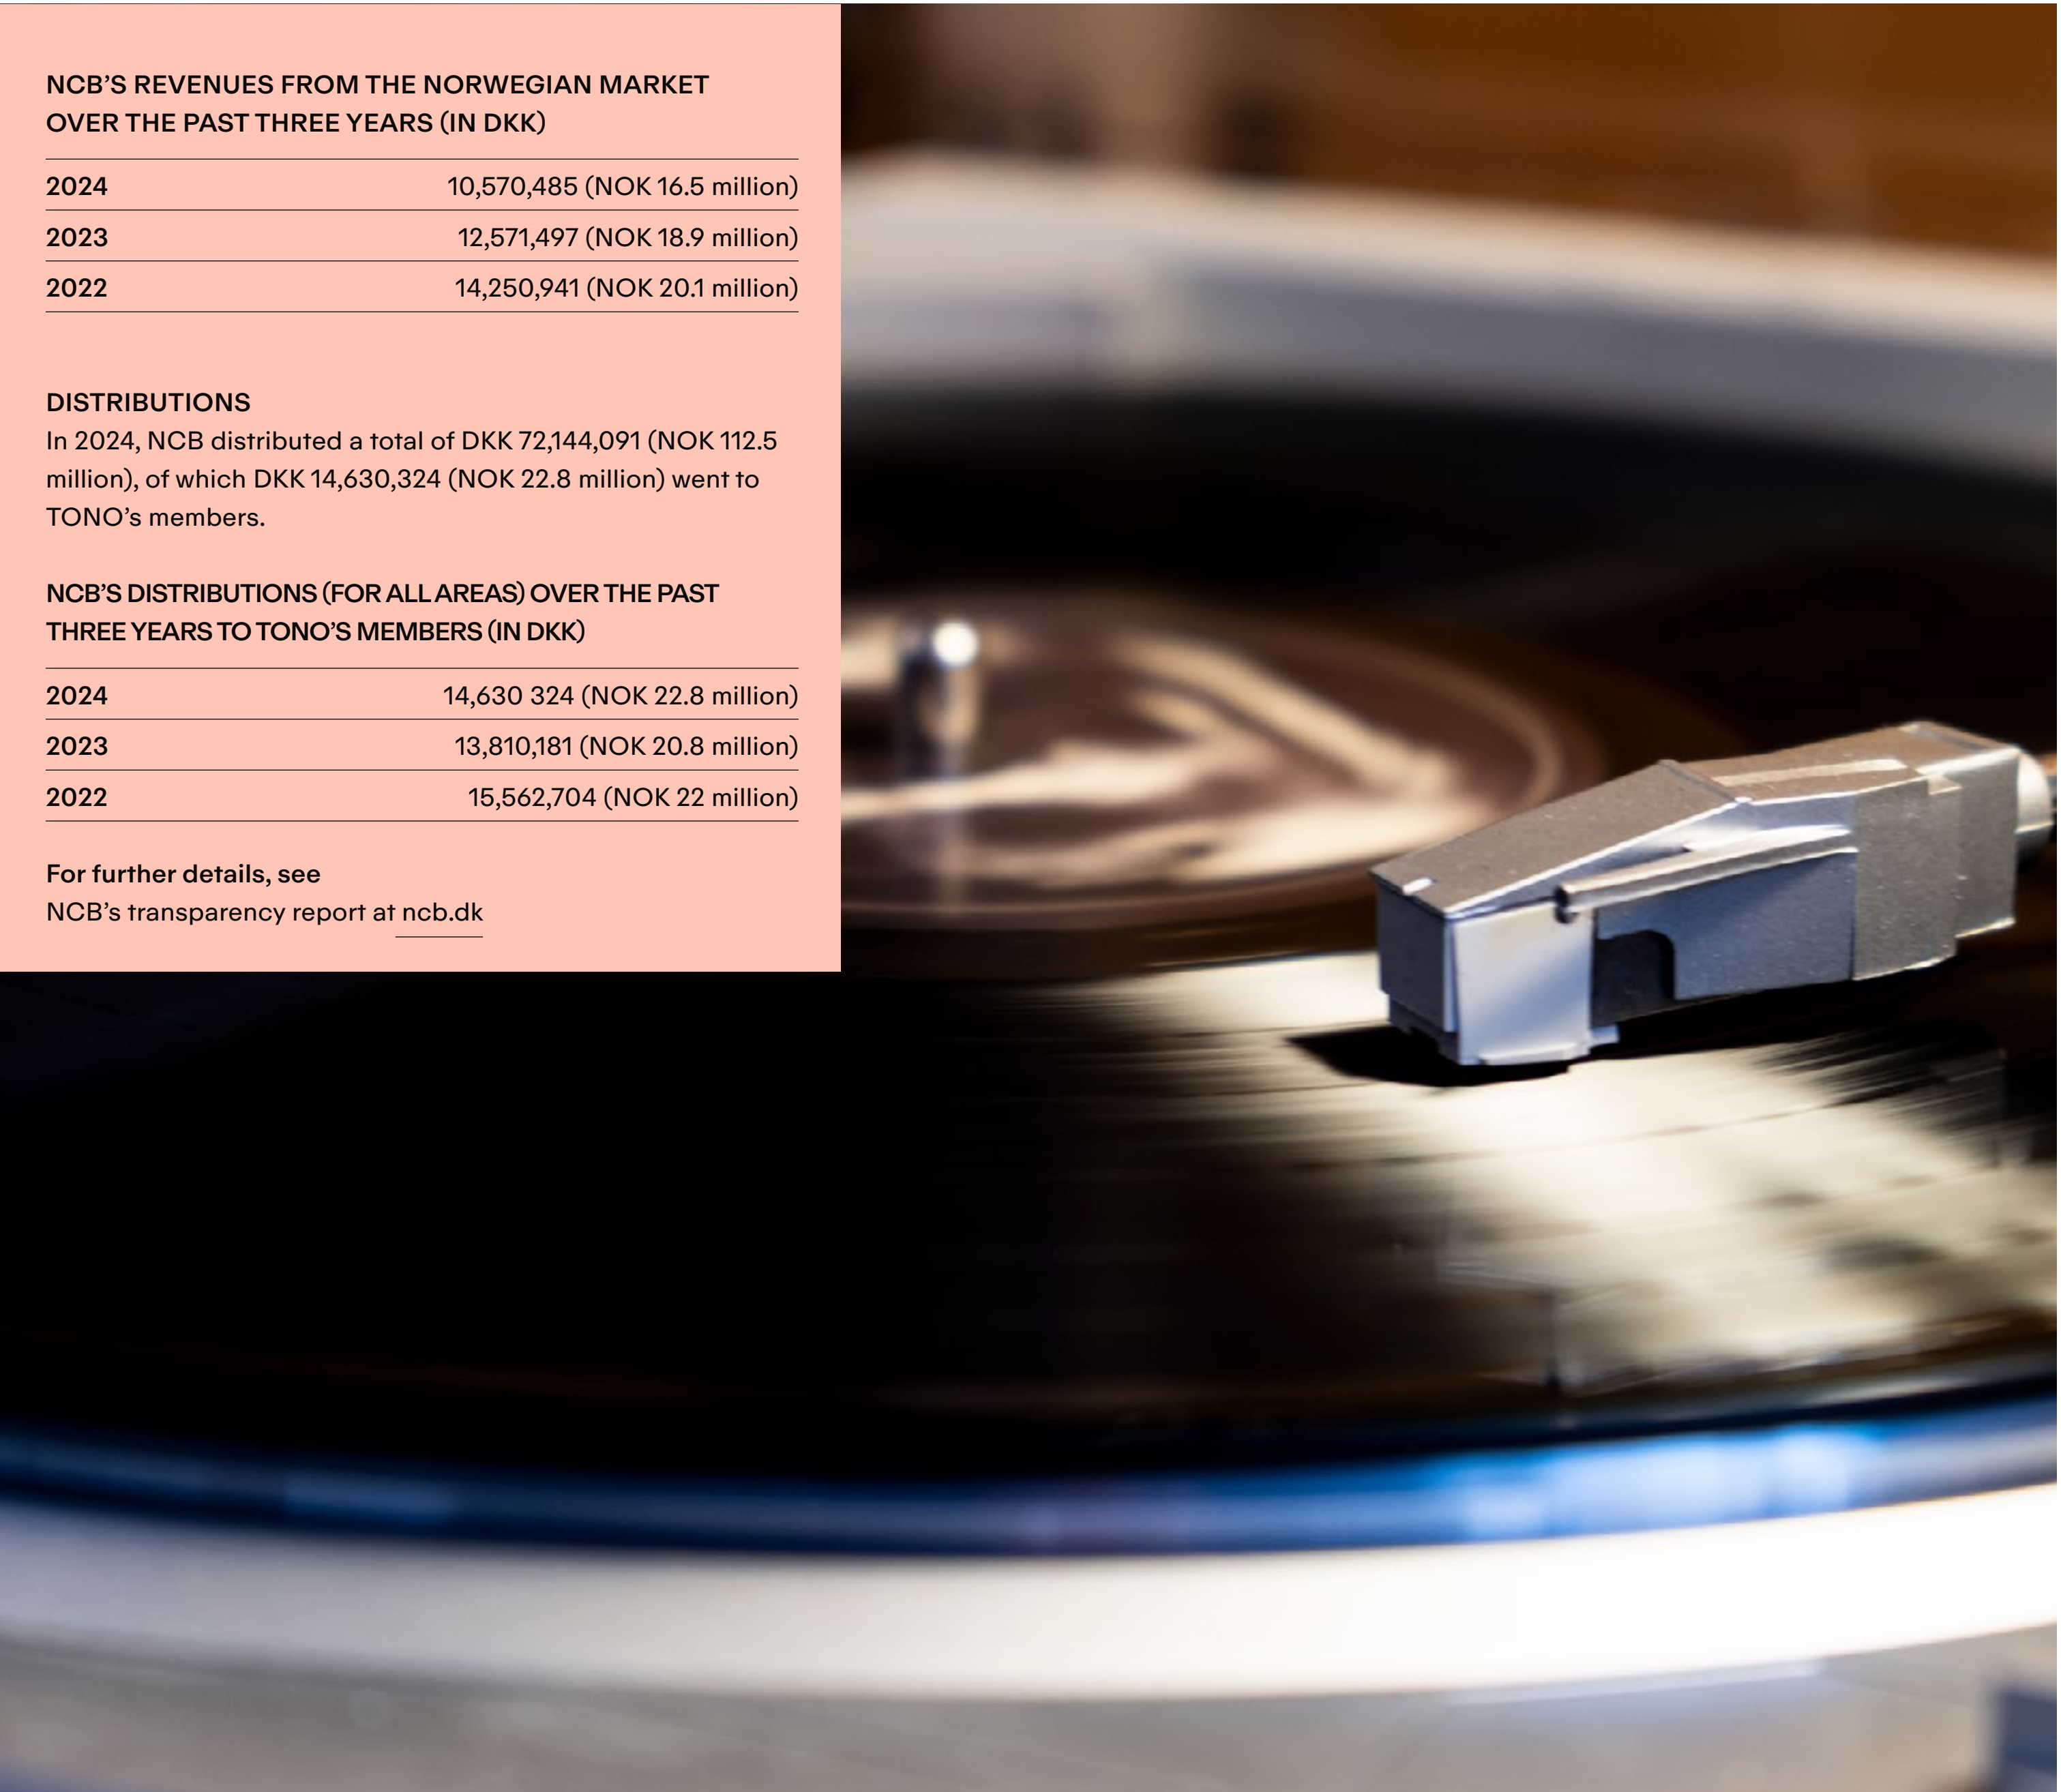 NCB’S REVENUES FROM THE NORWEGIAN MARKET
OVER THE PAST THREE YEARS (IN DKK)
2024 10,570,485 (NOK 16.5 million)
2023 12,571,497 (NOK 18.9 million)
2022 14,250,941 (NOK 20.1 million)
DISTRIBUTIONS
In 2024, NCB distributed a total of DKK 72,144,091 (NOK 112.5
million), of which DKK 14,630,324 (NOK 22.8 million) went to
TONO’s members.
NCB’S DISTRIBUTIONS (FOR ALL AREAS) OVER THE PAST
THREE YEARS TO TONO’S MEMBERS (IN DKK)
2024 14,630 324 (NOK 22.8 million)
2023 13,810,181 (NOK 20.8 million)
2022 15,562,704 (NOK 22 million)
For further details, see
NCB’s transparency report at ncb.dk